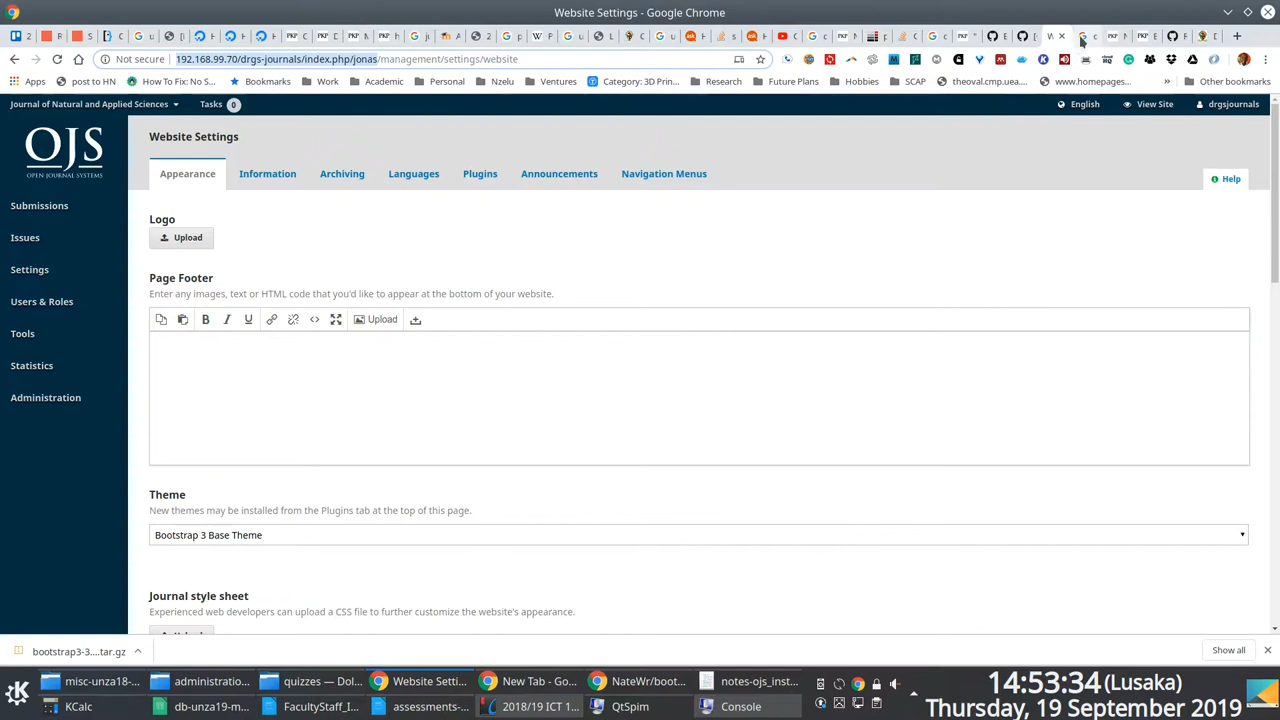 Website Settings - Google Chrome
Not secure 192.168.99.70/drgs-journals/index.php/jonas/management/settings/website
Apps post to HN How To Fix: No S... Bookmarks Work Academic Personal Nzelu Ventures Category: 3D Print... Research Future Plans Hobbies SCAP theoval.cmp.uea... www.homepages... » Other bookmarks
Journal of Natural and Applied Sciences Tasks 0 English View Site drgsjournals
OJS
OPEN JOURNAL SYSTEMS
Submissions
Issues
Settings
Users & Roles
Tools
Statistics
Administration
Website Settings
Appearance Information Archiving Languages Plugins Announcements Navigation Menus
Help
Logo
Upload
Page Footer
Enter any images, text or HTML code that you'd like to appear at the bottom of your website.
B I U Upload
Theme
New themes may be installed from the Plugins tab at the top of this page.
Bootstrap 3 Base Theme
Journal style sheet
Experienced web developers can upload a CSS file to further customize the website's appearance.
bootstrap3-3....tar.gz Show all
misc-unza18-... administratio... quizzes — Dol... Website Setti... New Tab - Go... NateWr/boot... notes-ojs_inst...
KCalc db-unza19-m... FacultyStaff_I... assessments-... 2018/19 ICT 1... QtSpim Console
14:53:34 (Lusaka)
Thursday, 19 September 2019